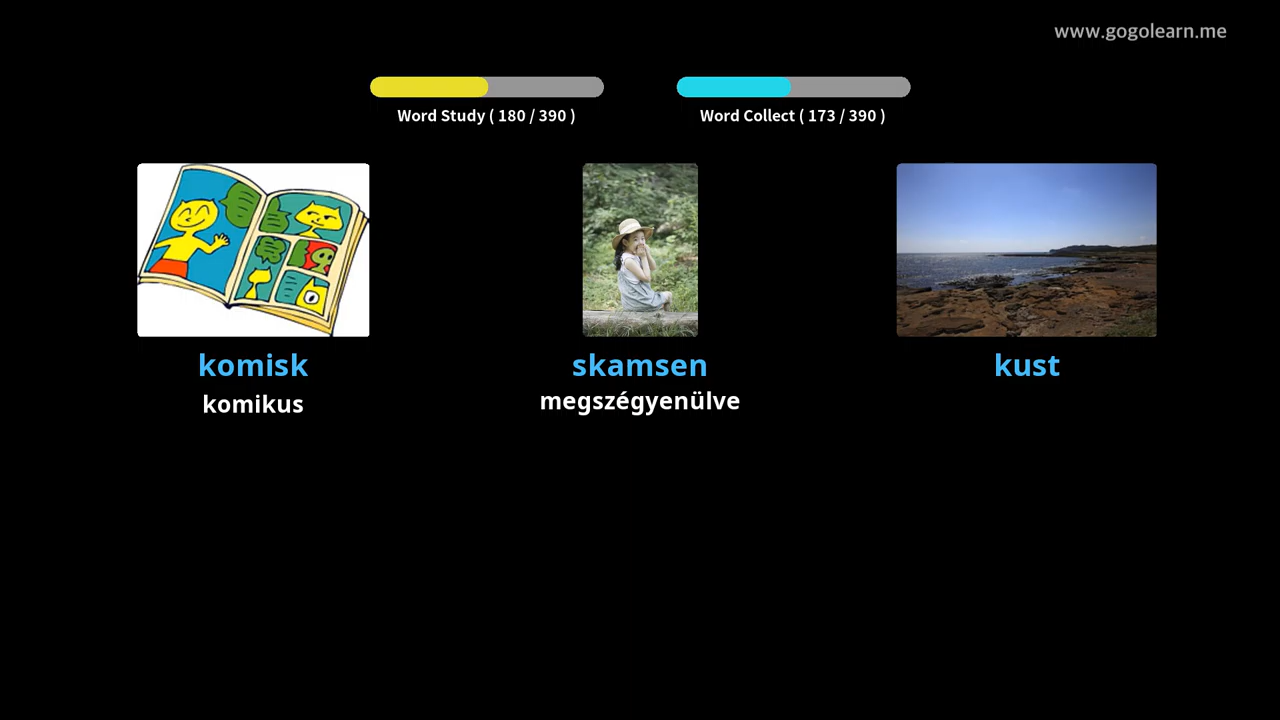 www.gogolearn.me
Word Study ( 180 / 390 )
Word Collect ( 173 / 390 )
komisk
skamsen
kust
komikus
megszégyenülve